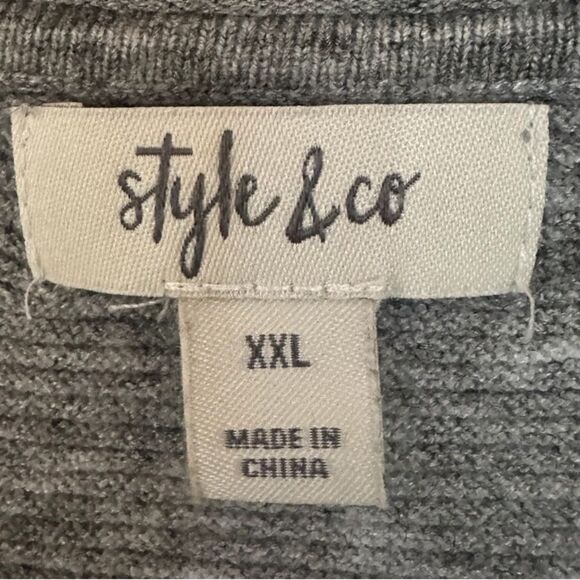 style & co
XXL
MADE IN
CHINA